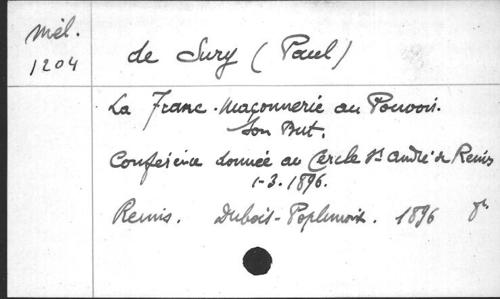 Mél.
1204
de Sury (Paul)
La Franc-Maçonnerie au Pouvoir.
Son But.
Conférence donnée au Cercle St André de Reims
1-3.1896.
Reims. Dubois-Poplimont. 1896